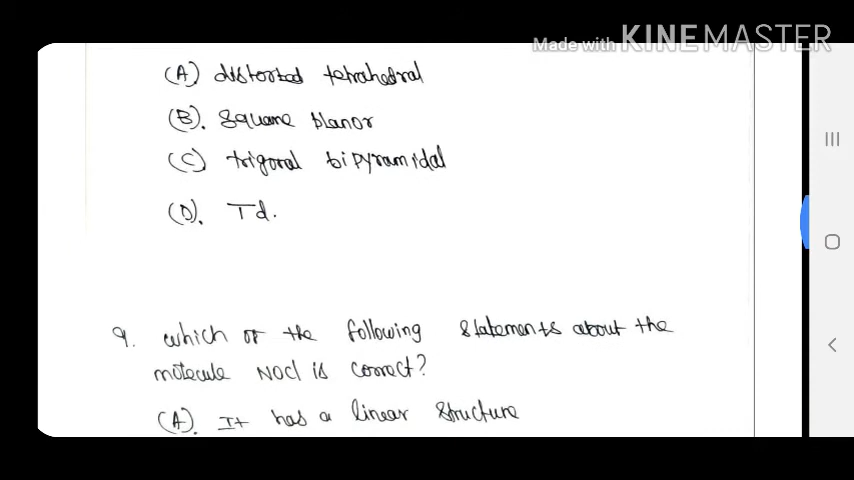 Made with KINEMASTER
(A) distorted tetrahedral
(B). Square planar
(C) trigonal bipyramidal
(D). Td.
9. which of the following statements about the
molecule NOCl is correct?
(A). It has a linear structure